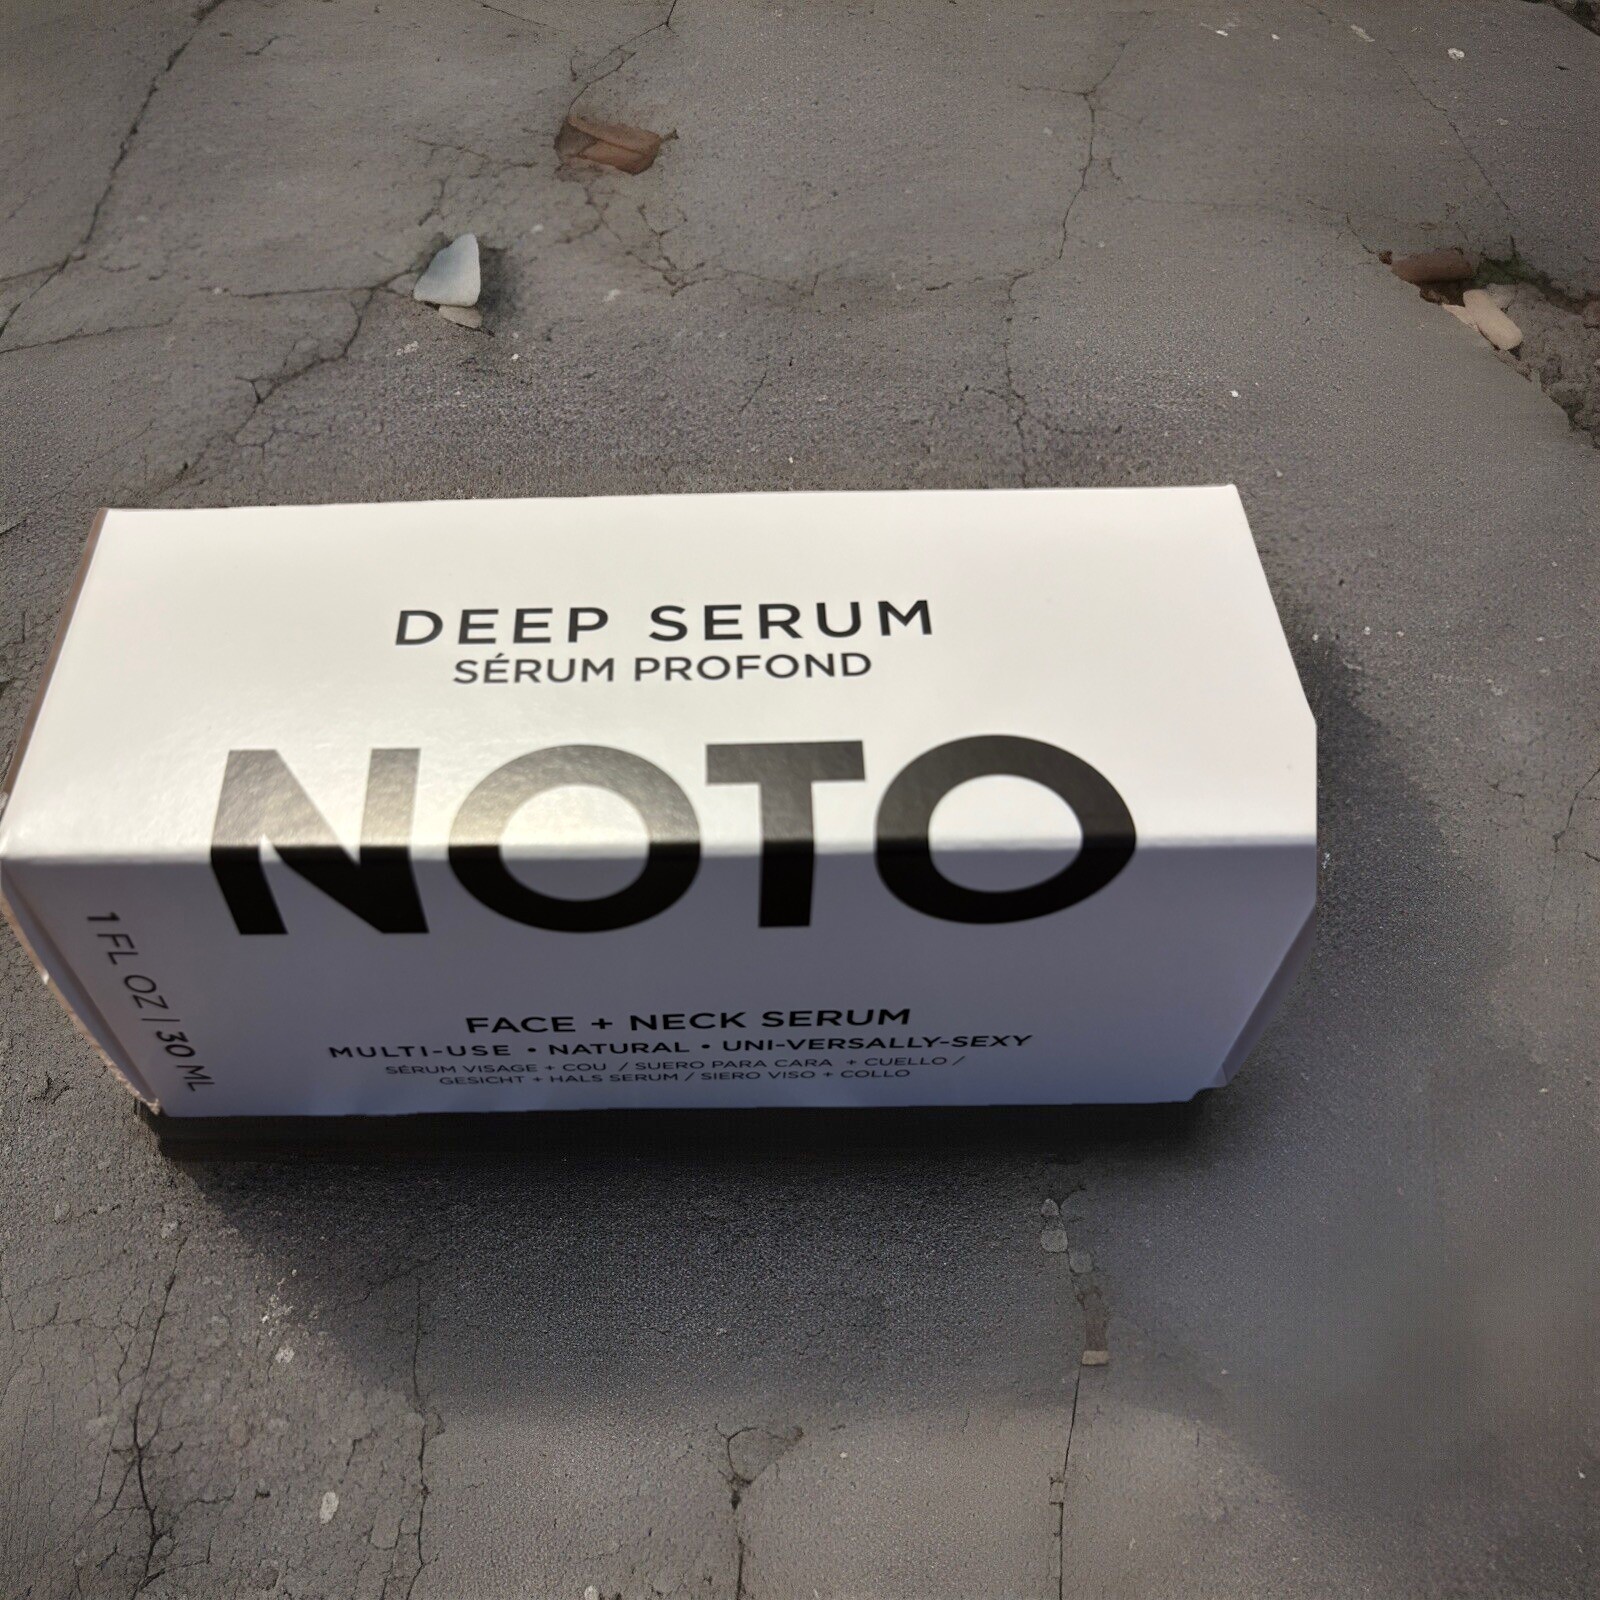 DEEP SERUM
SÉRUM PROFOND
NOTO
1 FL OZ | 30 ML
FACE + NECK SERUM
MULTI-USE • NATURAL • UNI-VERSALLY-SEXY
SÉRUM VISAGE + COU / SUERO PARA CARA + CUELLO /
GESICHT + HALS SERUM / SIERO VISO + COLLO